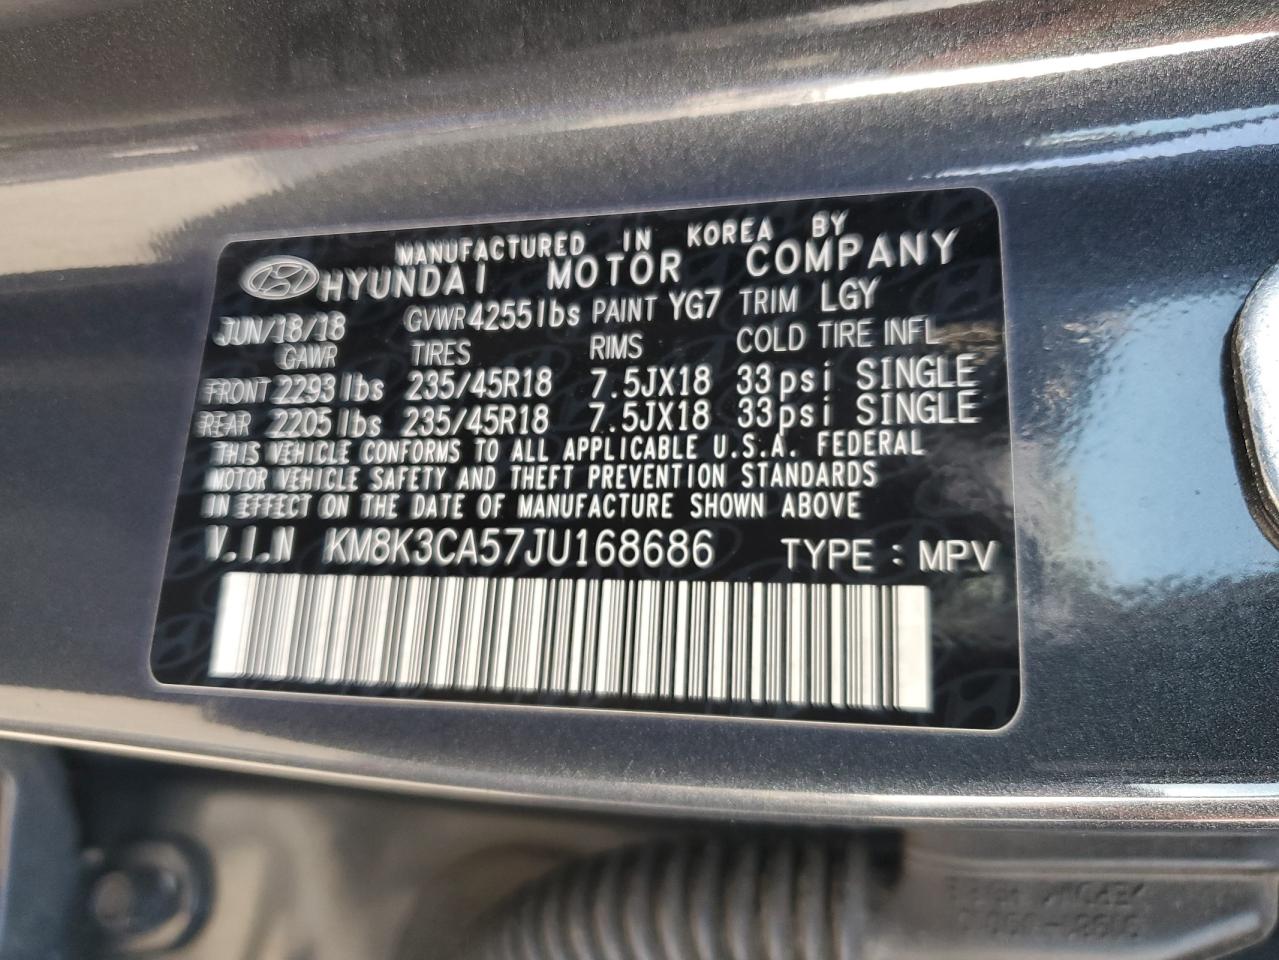 MANUFACTURED IN KOREA BY
HYUNDAI MOTOR COMPANY
JUN/18/18 GVWR 4255lbs PAINT YG7 TRIM LGY
GAWR TIRES RIMS COLD TIRE INFL
FRONT 2293lbs 235/45R18 7.5JX18 33psi SINGLE
REAR 2205lbs 235/45R18 7.5JX18 33psi SINGLE
THIS VEHICLE CONFORMS TO ALL APPLICABLE U.S.A. FEDERAL
MOTOR VEHICLE SAFETY AND THEFT PREVENTION STANDARDS
IN EFFECT ON THE DATE OF MANUFACTURE SHOWN ABOVE
V.I.N KM8K3CA57JU168686 TYPE : MPV